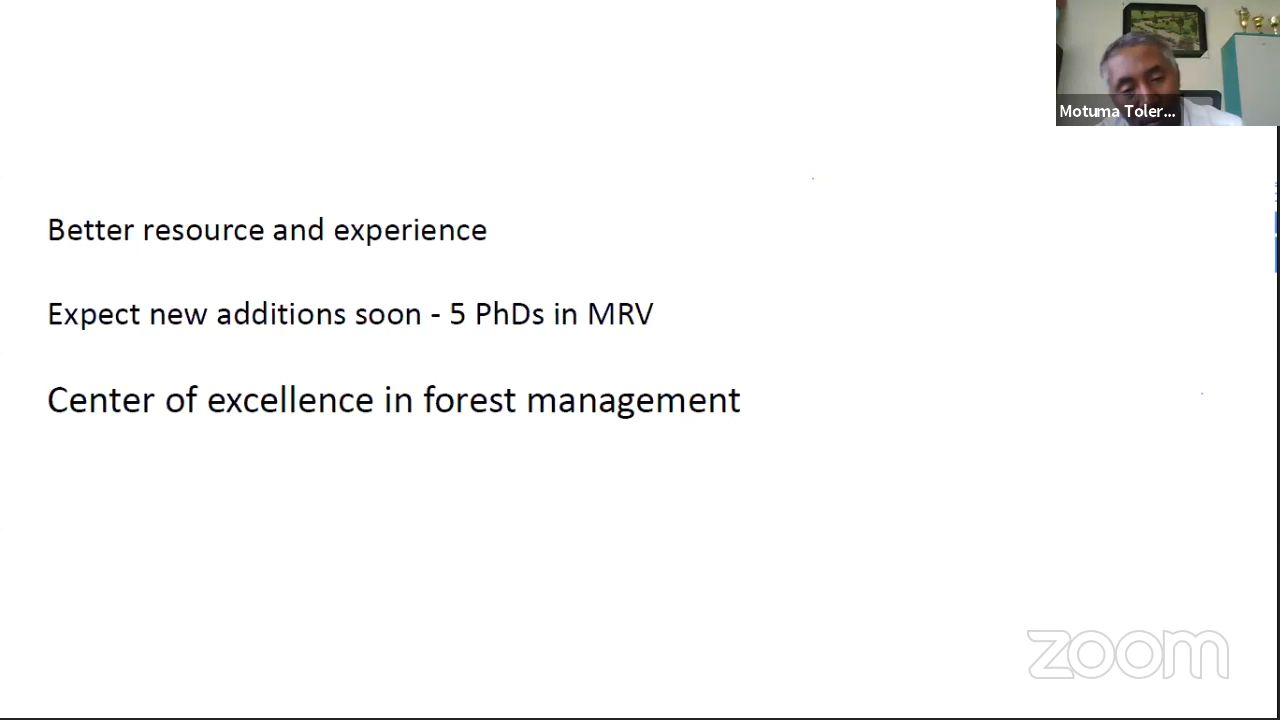 Motuma Toler...
Better resource and experience
Expect new additions soon - 5 PhDs in MRV
Center of excellence in forest management
zoom